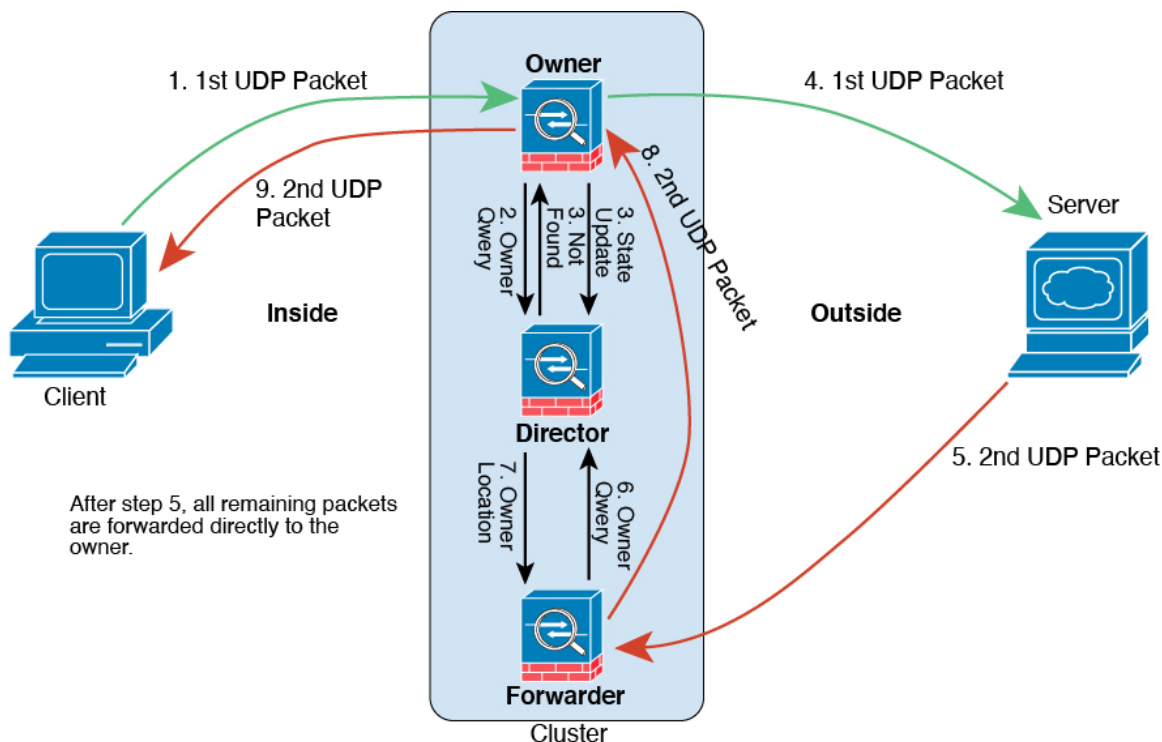 Owner
1. 1st UDP Packet
4. 1st UDP Packet
9. 2nd UDP
Packet
2. Owner
Qwery
3. Not
Found
3. State
Update
8. 2nd UDP Packet
Server
Inside
Outside
Client
Director
5. 2nd UDP Packet
7. Owner
Location
6. Owner
Qwery
After step 5, all remaining packets
are forwarded directly to the
owner.
Forwarder
Cluster